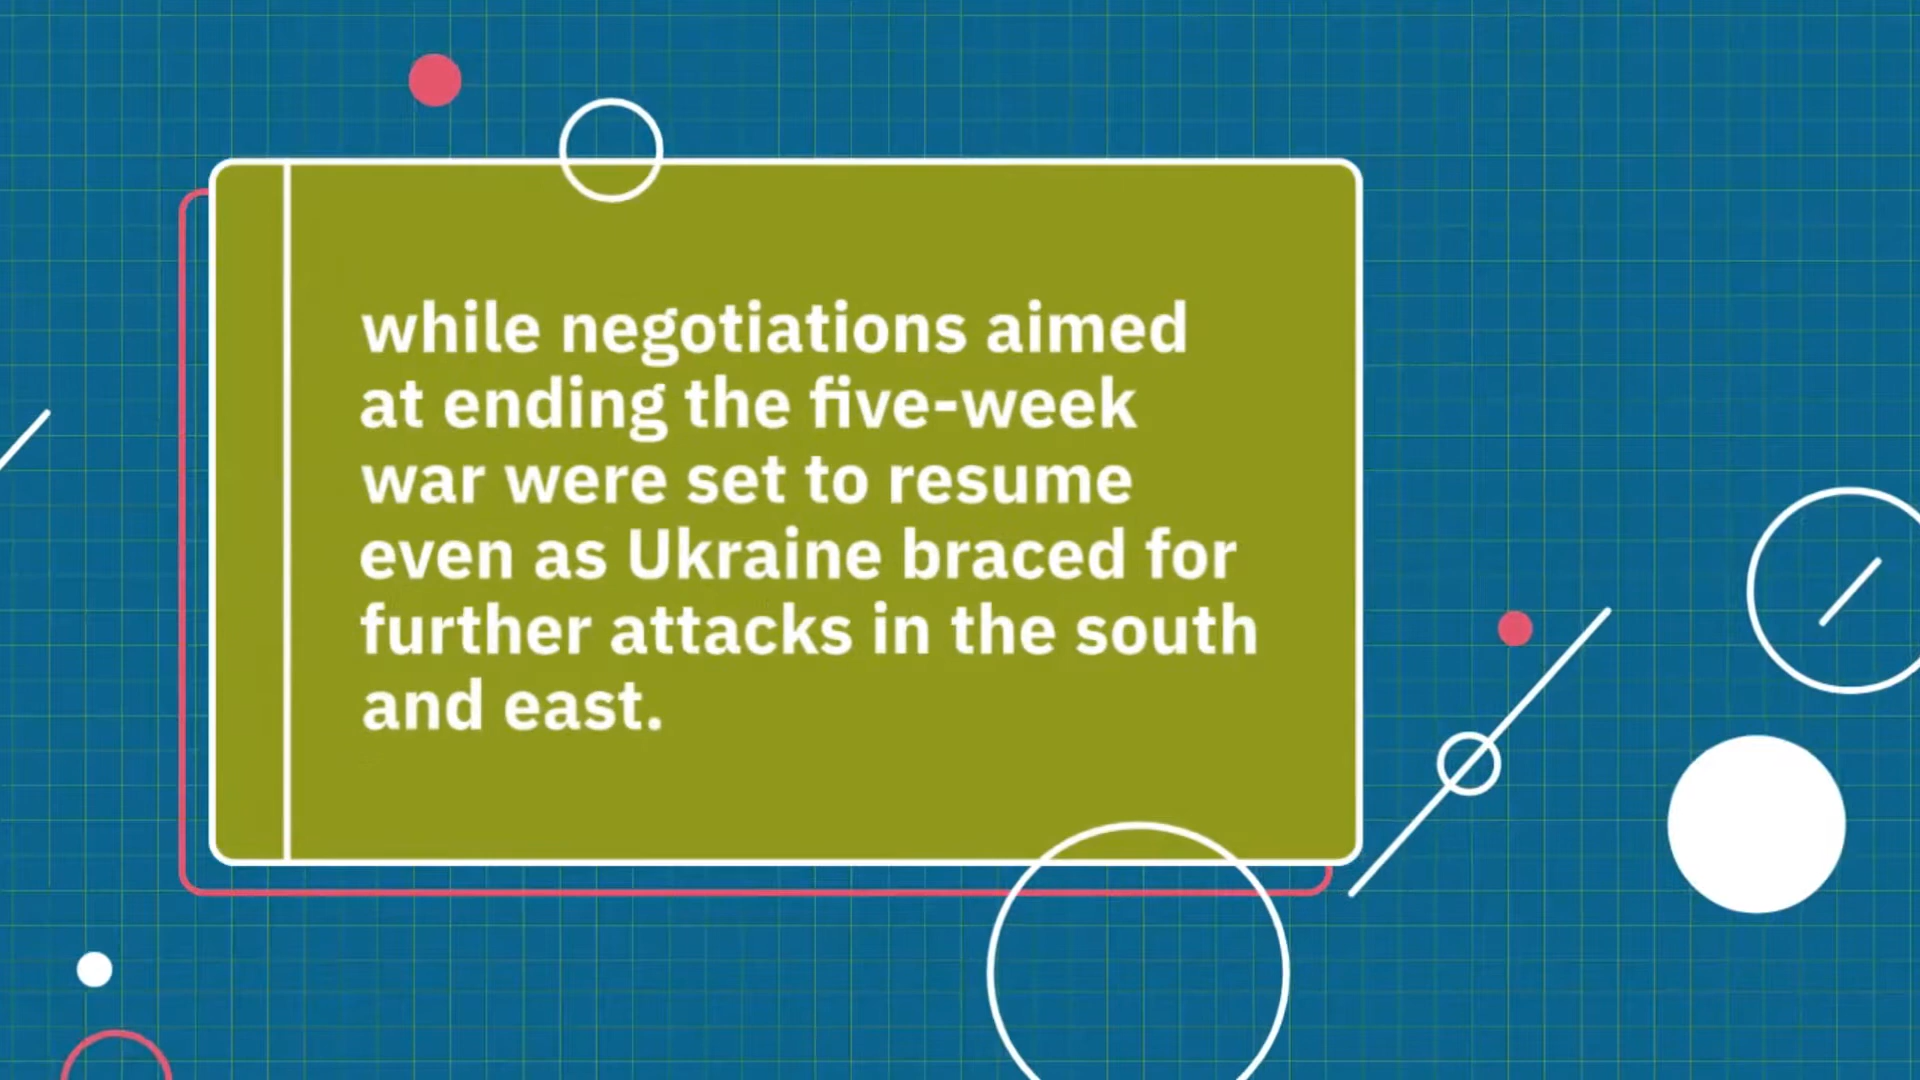 while negotiations aimed
at ending the five-week
war were set to resume
even as Ukraine braced for
further attacks in the south
and east.